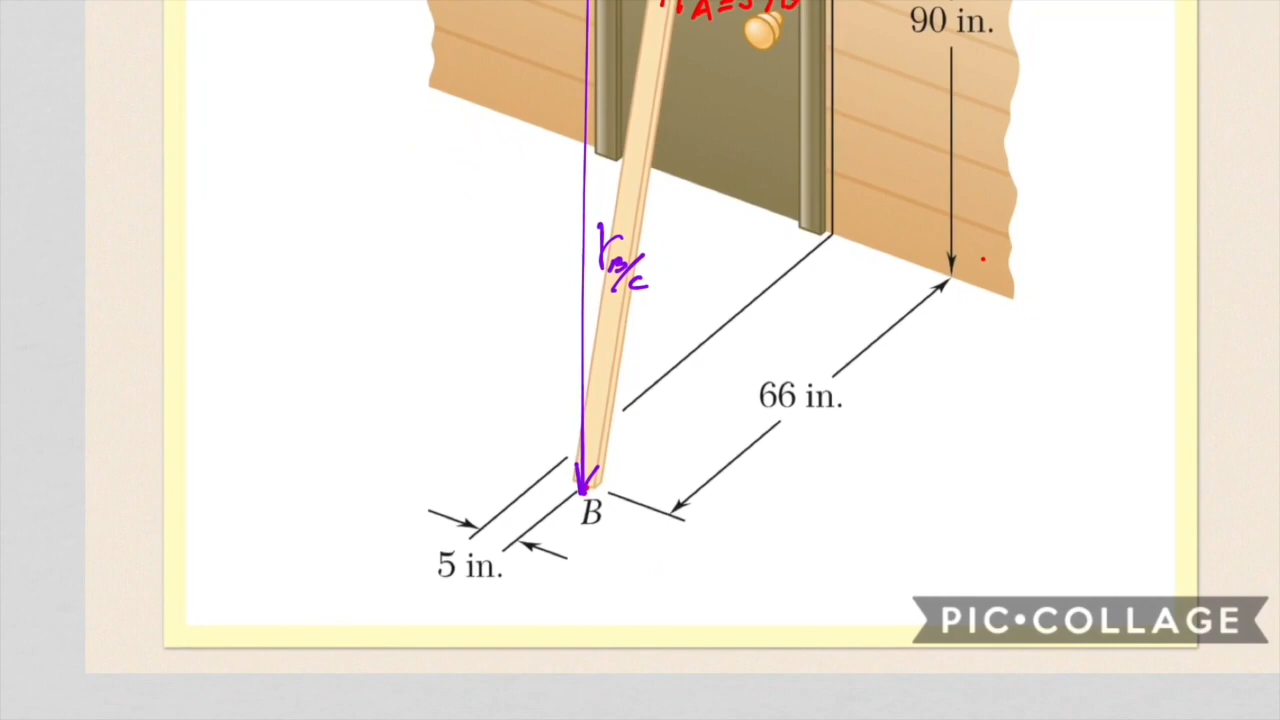 90 in.
r B/C
66 in.
B
5 in.
PIC•COLLAGE